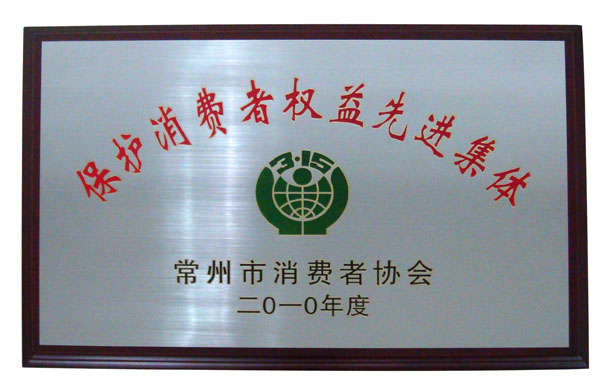 保护消费者权益先进集体
3·15
常州市消费者协会
二0一0年度